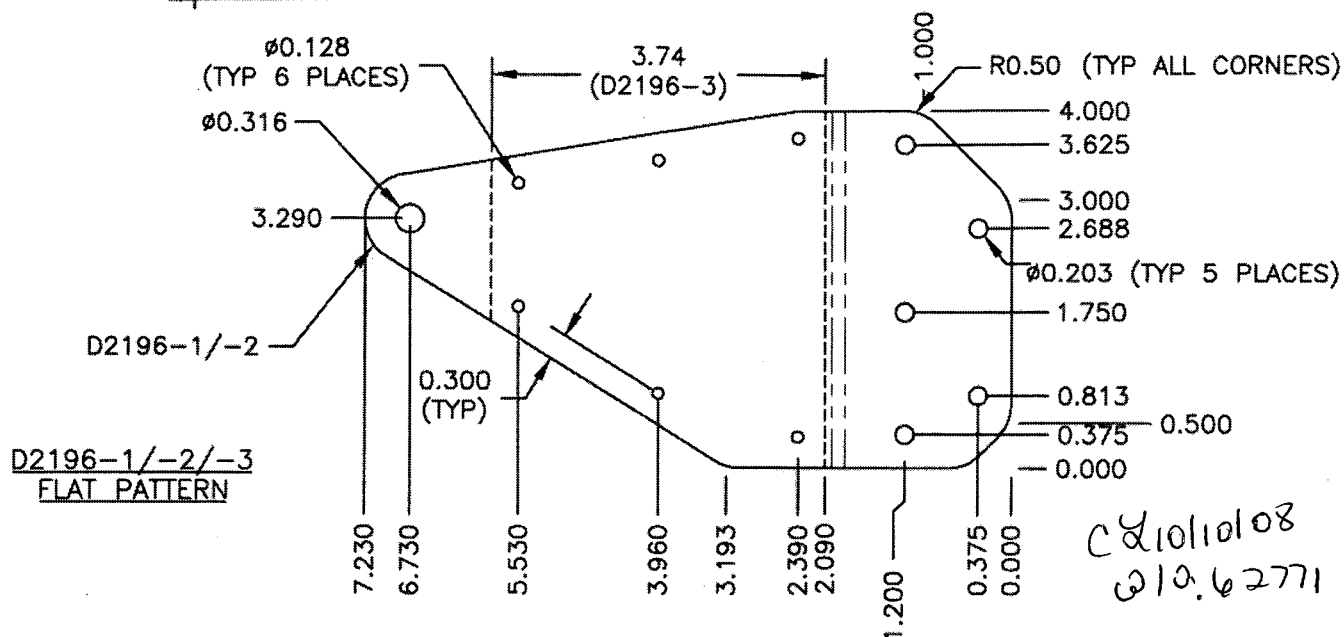 ø0.128
(TYP 6 PLACES)
3.74
(D2196-3)
1.000
R0.50 (TYP ALL CORNERS)
ø0.316
4.000
3.625
3.290
3.000
2.688
ø0.203 (TYP 5 PLACES)
1.750
D2196-1/-2
0.300
(TYP)
0.813
0.500
0.375
0.000
D2196-1/-2/-3
FLAT PATTERN
7.230
6.730
5.530
3.960
3.193
2.390
2.090
1.200
0.375
0.000
10/10/08